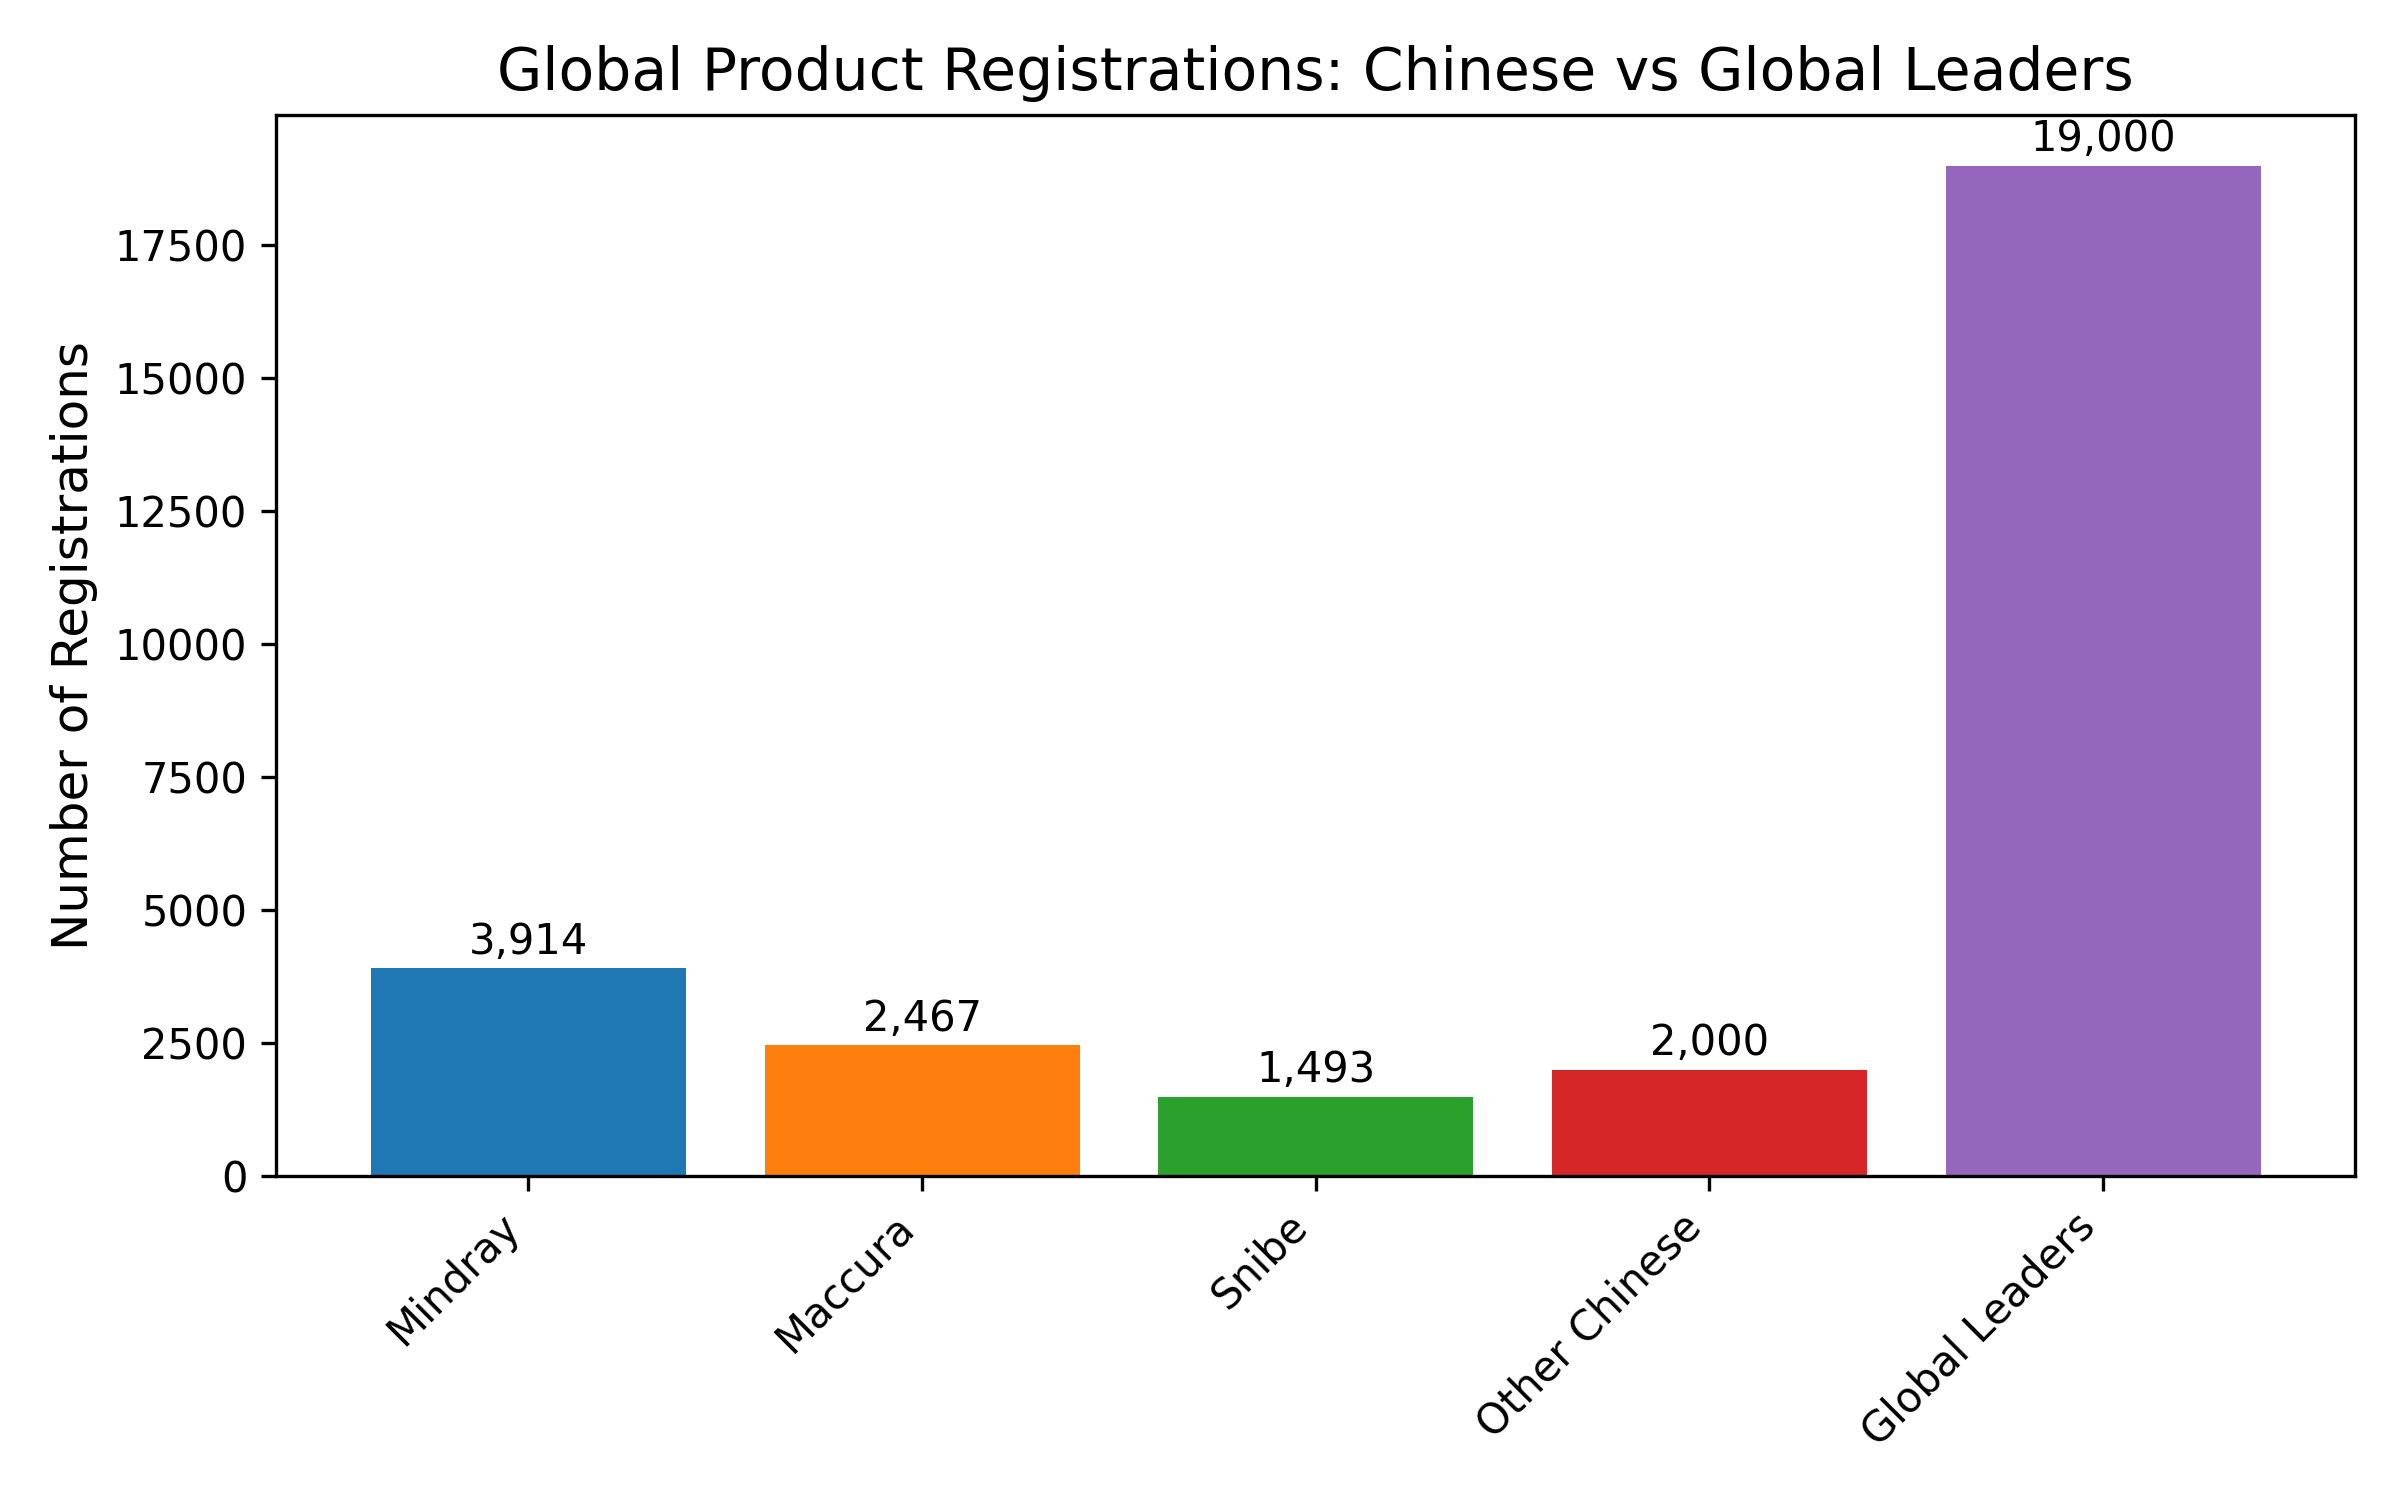 Global Product Registrations: Chinese vs Global Leaders
Number of Registrations
17500
15000
12500
10000
7500
5000
2500
0
3,914
2,467
1,493
2,000
19,000
Mindray
Maccura
Snibe
Other Chinese
Global Leaders